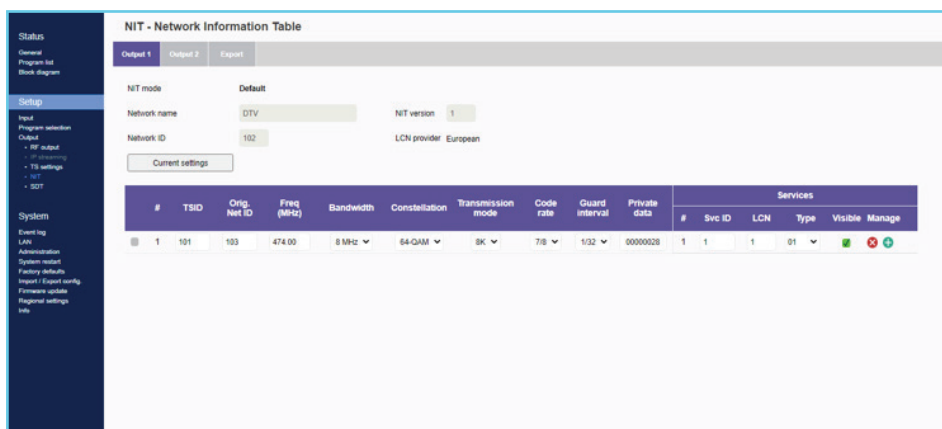 Status
General
Program list
Block diagram
Setup
Input
Program selection
Output
- RF output
- IP streaming
- TS settings
- NIT
- SDT
System
Event log
LAN
Administration
System restart
Factory defaults
Import / Export config.
Firmware update
Regional settings
Info
NIT - Network Information Table
Output 1 Output 2 Export
NIT mode Default
Network name DTV NIT version 1
Network ID 102 LCN provider European
Current settings
Services
# TSID Orig. Net ID Freq (MHz) Bandwidth Constellation Transmission mode Code rate Guard interval Private data # Svc ID LCN Type Visible Manage
1 101 103 474.00 8 MHz 64-QAM 8K 7/8 1/32 00000028 1 1 1 01